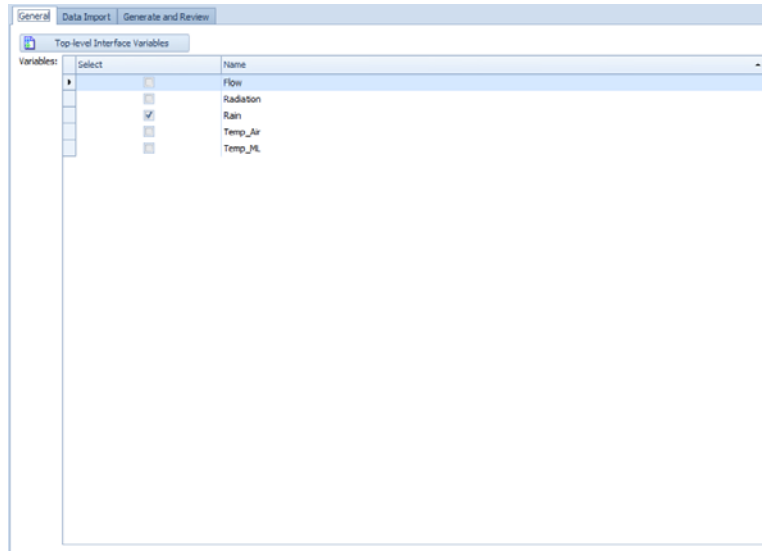 General Data Import Generate and Review
Top-level Interface Variables
Variables:
Select Name
Flow
Radiation
Rain
Temp_Air
Temp_ML